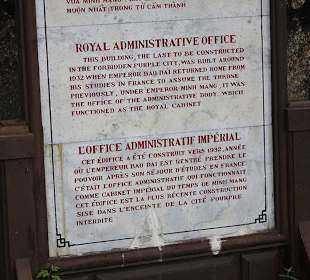 MUỘN NHẤT TRONG TỬ CẤM THÀNH
ROYAL ADMINISTRATIVE OFFICE
THIS BUILDING, THE LAST TO BE CONSTRUCTED
IN THE FORBIDDEN PURPLE CITY, WAS BUILT AROUND
1932 WHEN EMPEROR BAO DAI RETURNED HOME FROM
HIS STUDIES IN FRANCE TO ASSUME THE THRONE.
PREVIOUSLY, UNDER EMPEROR MINH MANG, IT WAS
THE OFFICE OF THE ADMINISTRATIVE BODY WHICH
FUNCTIONED AS THE ROYAL CABINET
L'OFFICE ADMINISTRATIF IMPÉRIAL
CET ÉDIFICE A ÉTÉ CONSTRUIT VERS 1932, ANNÉE
OÙ L'EMPEREUR BAO DAI EST RENTRÉ PRENDRE LE
POUVOIR APRÈS SON SÉJOUR D'ÉTUDES EN FRANCE
C'ÉTAIT L'OFFICE ADMINISTRATIF QUI FONCTIONNAIT
COMME CABINET IMPÉRIAL DU TEMPS DE MINH MANG
CET ÉDIFICE EST LA PLUS RÉCENTE CONSTRUCTION
SISE DANS L'ENCEINTE DE LA CITÉ POURPRE
INTERDITE